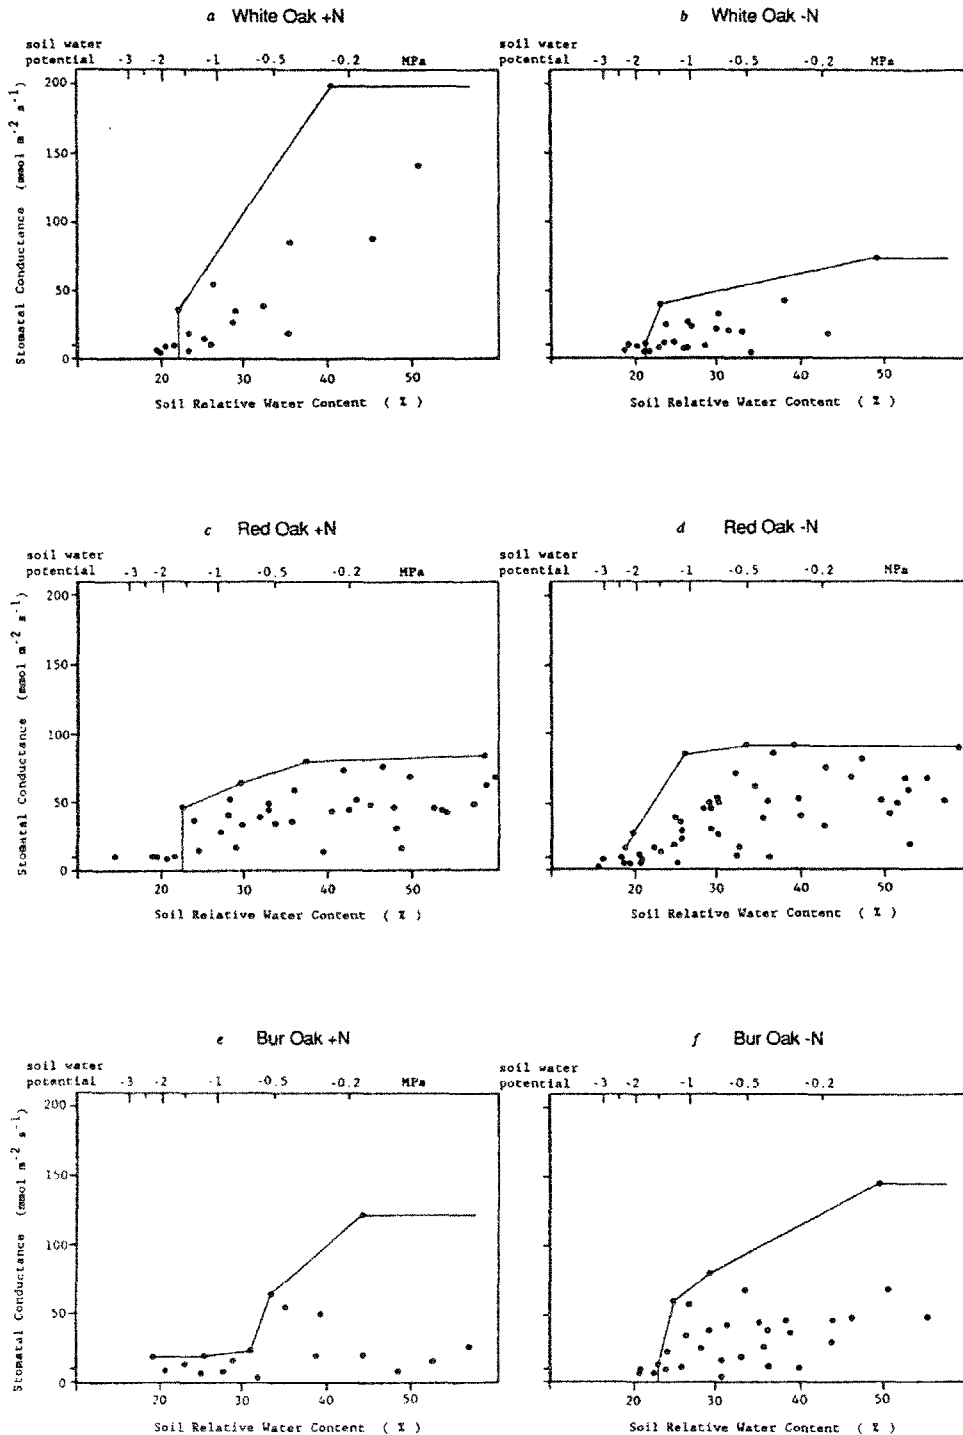 a White Oak +N
b White Oak -N
soil water
potential -3 -2 -1 -0.5 -0.2 MPa
soil water
potential -3 -2 -1 -0.5 -0.2 MPa
Stomatal Conductance (mmol m-2 s-1)
200
150
100
50
0
20 30 40 50
20 30 40 50
Soil Relative Water Content ( % )
Soil Relative Water Content ( % )
c Red Oak +N
d Red Oak -N
soil water
potential -3 -2 -1 -0.5 -0.2 MPa
soil water
potential -3 -2 -1 -0.5 -0.2 MPa
Stomatal Conductance (mmol m-2 s-1)
200
150
100
50
0
20 30 40 50
20 30 40 50
Soil Relative Water Content ( % )
Soil Relative Water Content ( % )
e Bur Oak +N
f Bur Oak -N
soil water
potential -3 -2 -1 -0.5 -0.2 MPa
soil water
potential -3 -2 -1 -0.5 -0.2
Stomatal Conductance (mmol m-2 s-1)
200
150
100
50
0
20 30 40 50
20 30 40 50
Soil Relative Water Content ( % )
Soil Relative Water Content ( % )